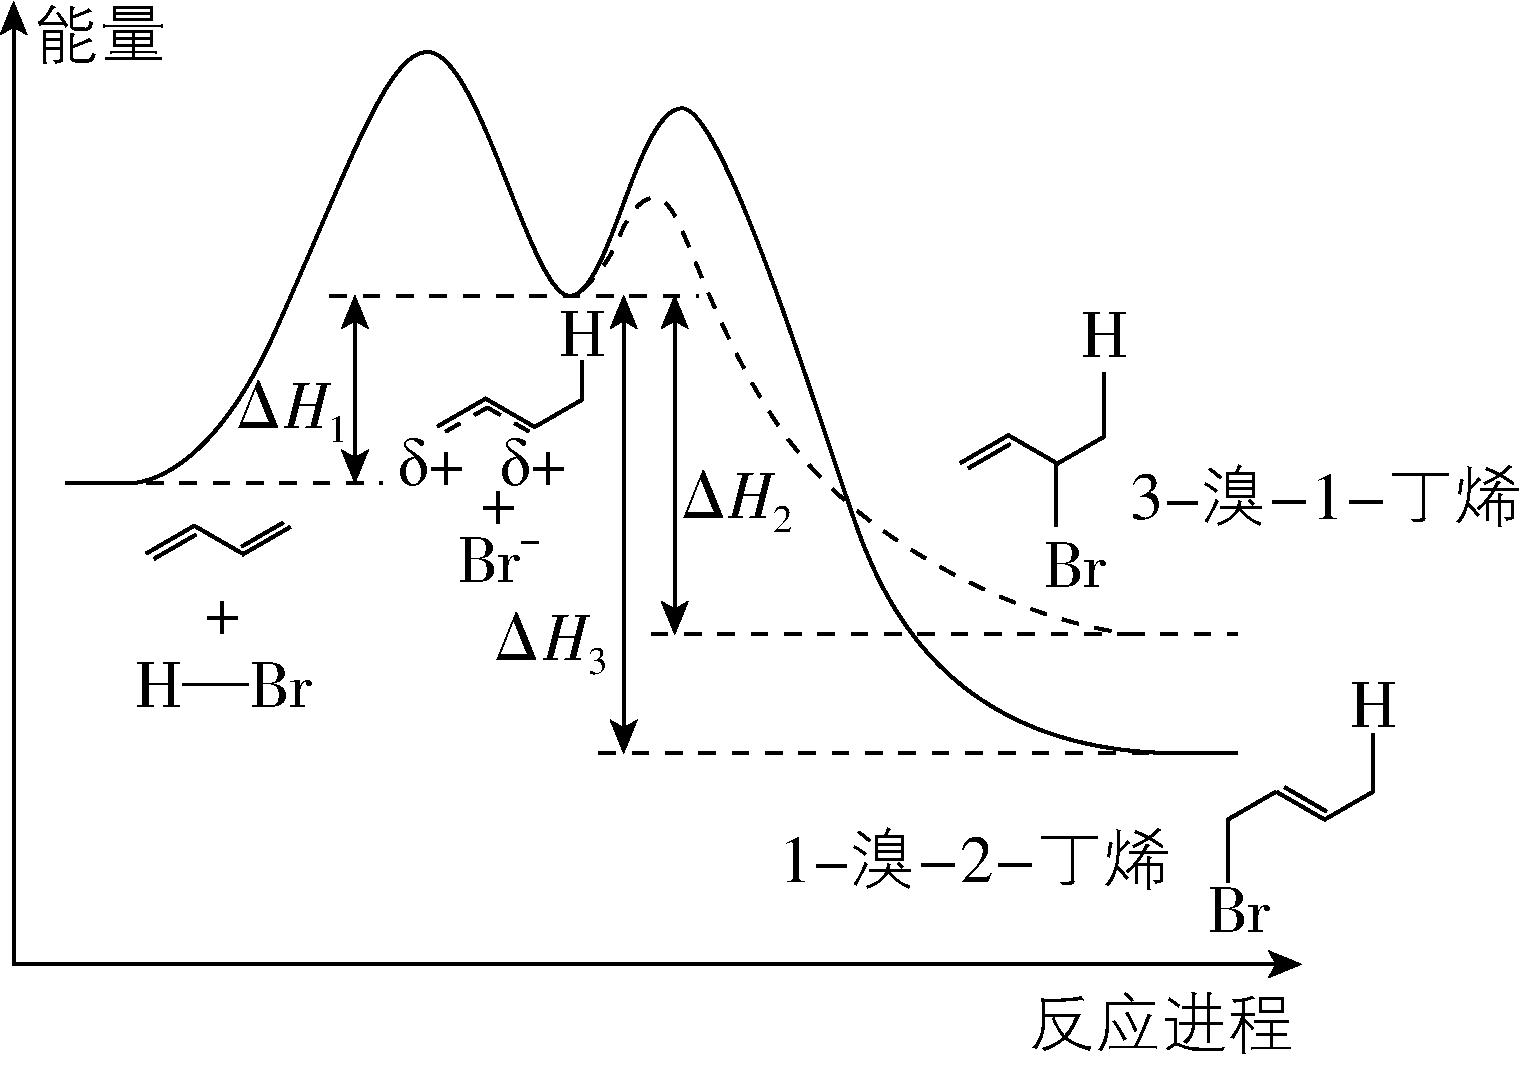 能量
H
ΔH₁
δ+ δ+
+
Br⁻
ΔH₂
H
3-溴-1-丁烯
Br
+
H—Br
ΔH₃
H
1-溴-2-丁烯
Br
反应进程